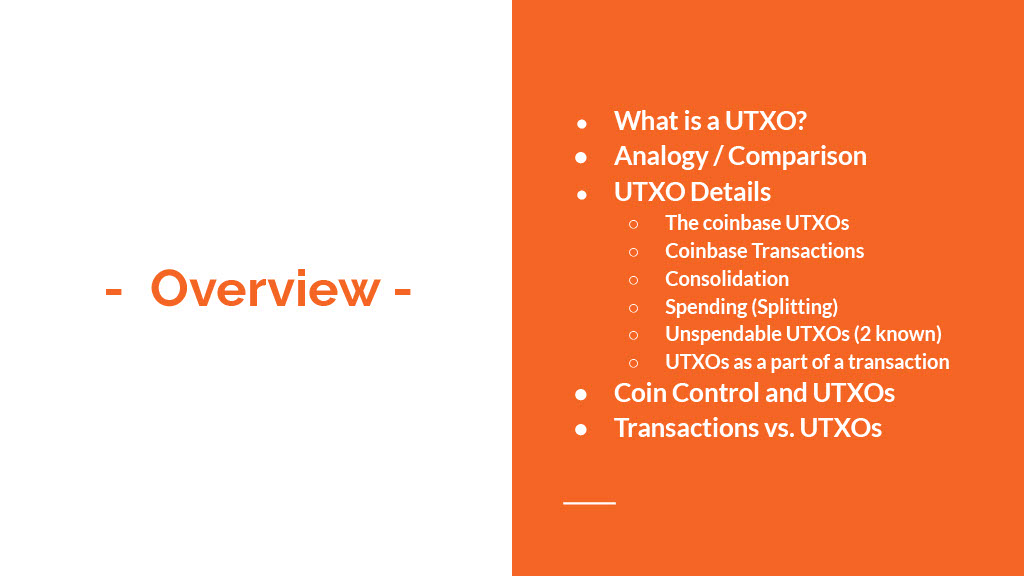 - Overview -
● What is a UTXO?
● Analogy / Comparison
● UTXO Details
○ The coinbase UTXOs
○ Coinbase Transactions
○ Consolidation
○ Spending (Splitting)
○ Unspendable UTXOs (2 known)
○ UTXOs as a part of a transaction
● Coin Control and UTXOs
● Transactions vs. UTXOs